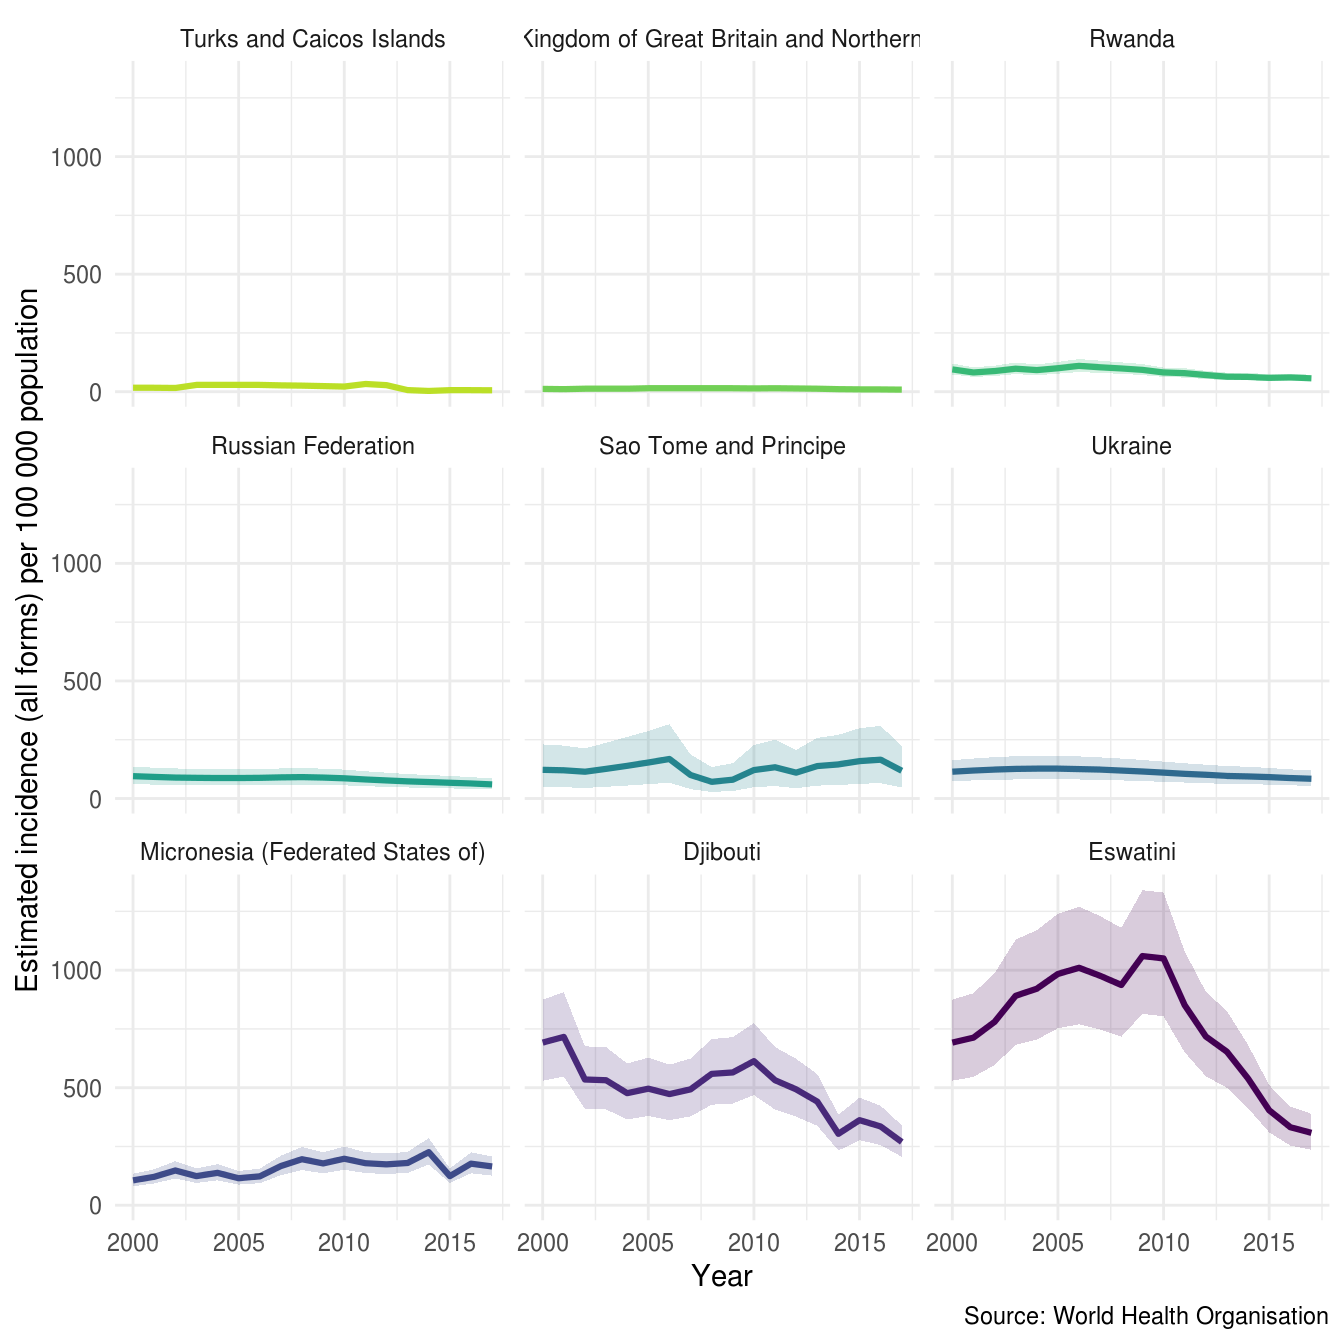 Turks and Caicos Islands
Kingdom of Great Britain and Northern
Rwanda
1000
500
0
Russian Federation
Sao Tome and Principe
Ukraine
1000
500
0
Micronesia (Federated States of)
Djibouti
Eswatini
1000
500
0
Estimated incidence (all forms) per 100 000 population
2000 2005 2010 2015
2000 2005 2010 2015
2000 2005 2010 2015
Year
Source: World Health Organisation